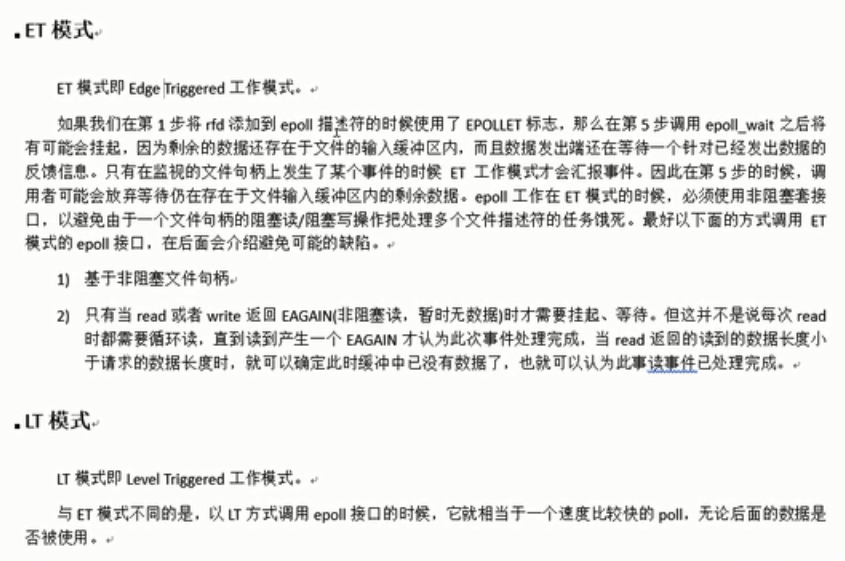 ET 模式
ET 模式即 Edge Triggered 工作模式。
如果我们在第 1 步将 rfd 添加到 epoll 描述符的时候使用了 EPOLLET 标志，那么在第 5 步调用 epoll_wait 之后将
有可能会挂起，因为剩余的数据还存在于文件的输入缓冲区内，而且数据发出端还在等待一个针对已经发出数据的
反馈信息。只有在监视的文件句柄上发生了某个事件的时候 ET 工作模式才会汇报事件。因此在第 5 步的时候，调
用者可能会放弃等待仍在存在于文件输入缓冲区内的剩余数据。epoll 工作在 ET 模式的时候，必须使用非阻塞套接
口，以避免由于一个文件句柄的阻塞读/阻塞写操作把处理多个文件描述符的任务饿死。最好以下面的方式调用 ET
模式的 epoll 接口，在后面会介绍避免可能的缺陷。
1) 基于非阻塞文件句柄
2) 只有当 read 或者 write 返回 EAGAIN(非阻塞读，暂时无数据)时才需要挂起、等待。但这并不是说每次 read
时都需要循环读，直到读到产生一个 EAGAIN 才认为此次事件处理完成，当 read 返回的读到的数据长度小
于请求的数据长度时，就可以确定此时缓冲中已没有数据了，也就可以认为此事读事件已处理完成。
LT 模式
LT 模式即 Level Triggered 工作模式。
与 ET 模式不同的是，以 LT 方式调用 epoll 接口的时候，它就相当于一个速度比较快的 poll，无论后面的数据是
否被使用。